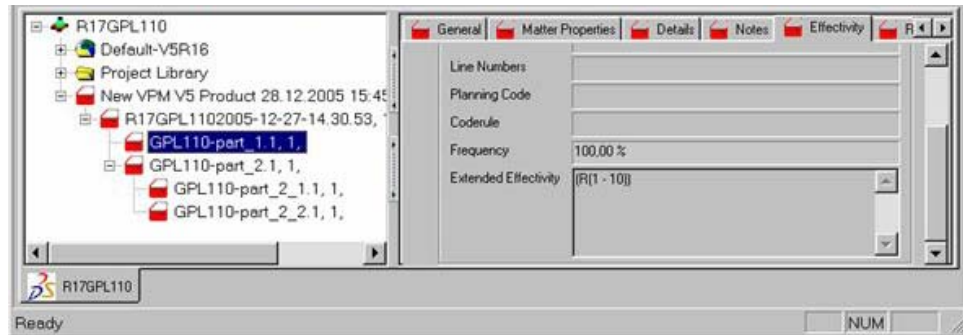 R17GPL110
Default-V5R16
Project Library
New VPM V5 Product 28.12.2005 15:45
R17GPL1102005-12-27-14.30.53, 1
GPL110-part_1.1, 1,
GPL110-part_2.1, 1,
GPL110-part_2_1.1, 1,
GPL110-part_2_2.1, 1,
General Matter Properties Details Notes Effectivity R
Line Numbers
Planning Code
Coderule
Frequency 100,00 %
Extended Effectivity (R(1 - 10))
R17GPL110
Ready NUM